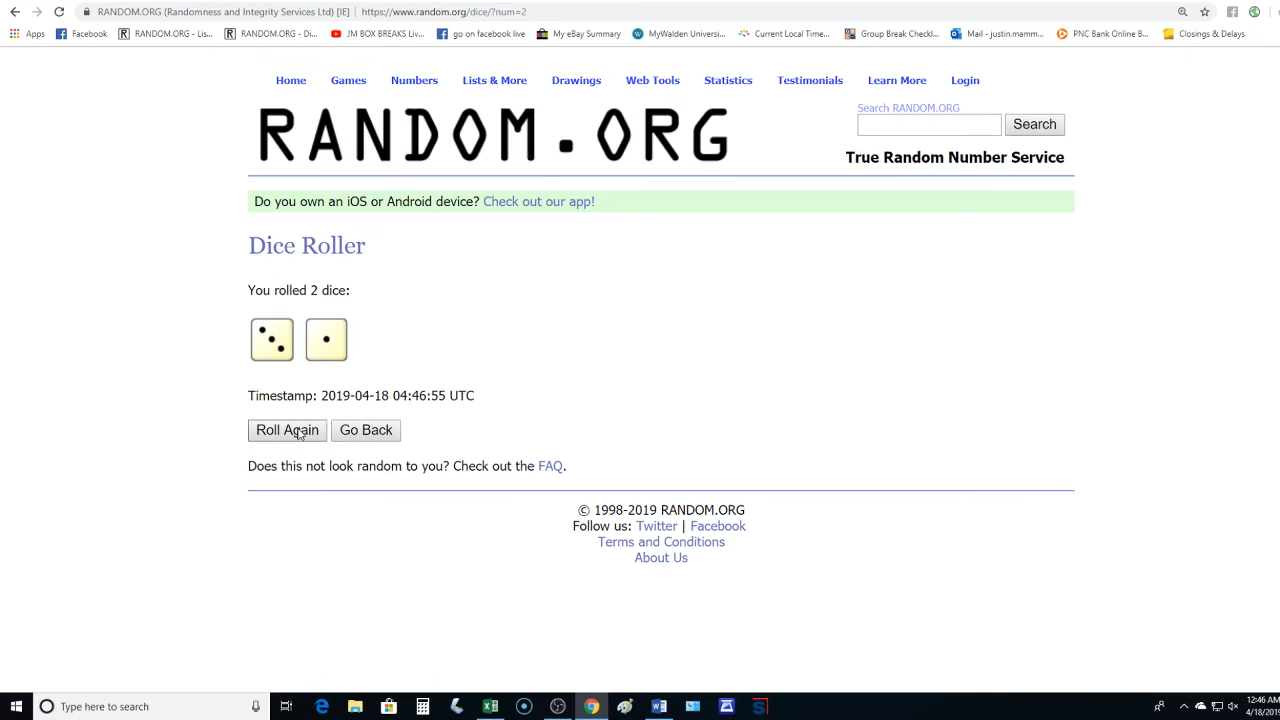 RANDOM.ORG (Randomness and Integrity Services Ltd) [IE] | https://www.random.org/dice/?num=2
Apps Facebook RANDOM.ORG - Lis... RANDOM.ORG - Di... JM BOX BREAKS Liv... go on facebook live My eBay Summary MyWalden Universi... Current Local Time... Group Break Checkl... Mail - justin.mamm... PNC Bank Online B... Closings & Delays
Home Games Numbers Lists & More Drawings Web Tools Statistics Testimonials Learn More Login
RANDOM.ORG
Search RANDOM.ORG
Search
True Random Number Service
Do you own an iOS or Android device? Check out our app!
Dice Roller
You rolled 2 dice:
Timestamp: 2019-04-18 04:46:55 UTC
Roll Again Go Back
Does this not look random to you? Check out the FAQ.
© 1998-2019 RANDOM.ORG
Follow us: Twitter | Facebook
Terms and Conditions
About Us
Type here to search
12:46 AM
4/18/201